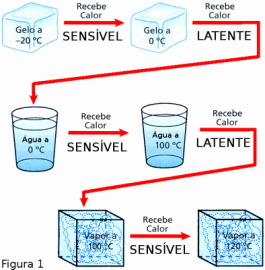 Recebe
Calor
Recebe
Calor
Gelo a
–20 °C
SENSÍVEL
Gelo a
0 °C
LATENTE
Recebe
Calor
Recebe
Calor
Água a
0 °C
SENSÍVEL
Água a
100 °C
LATENTE
Recebe
Calor
Vapor a
100 °C
SENSÍVEL
Vapor a
120 °C
Figura 1